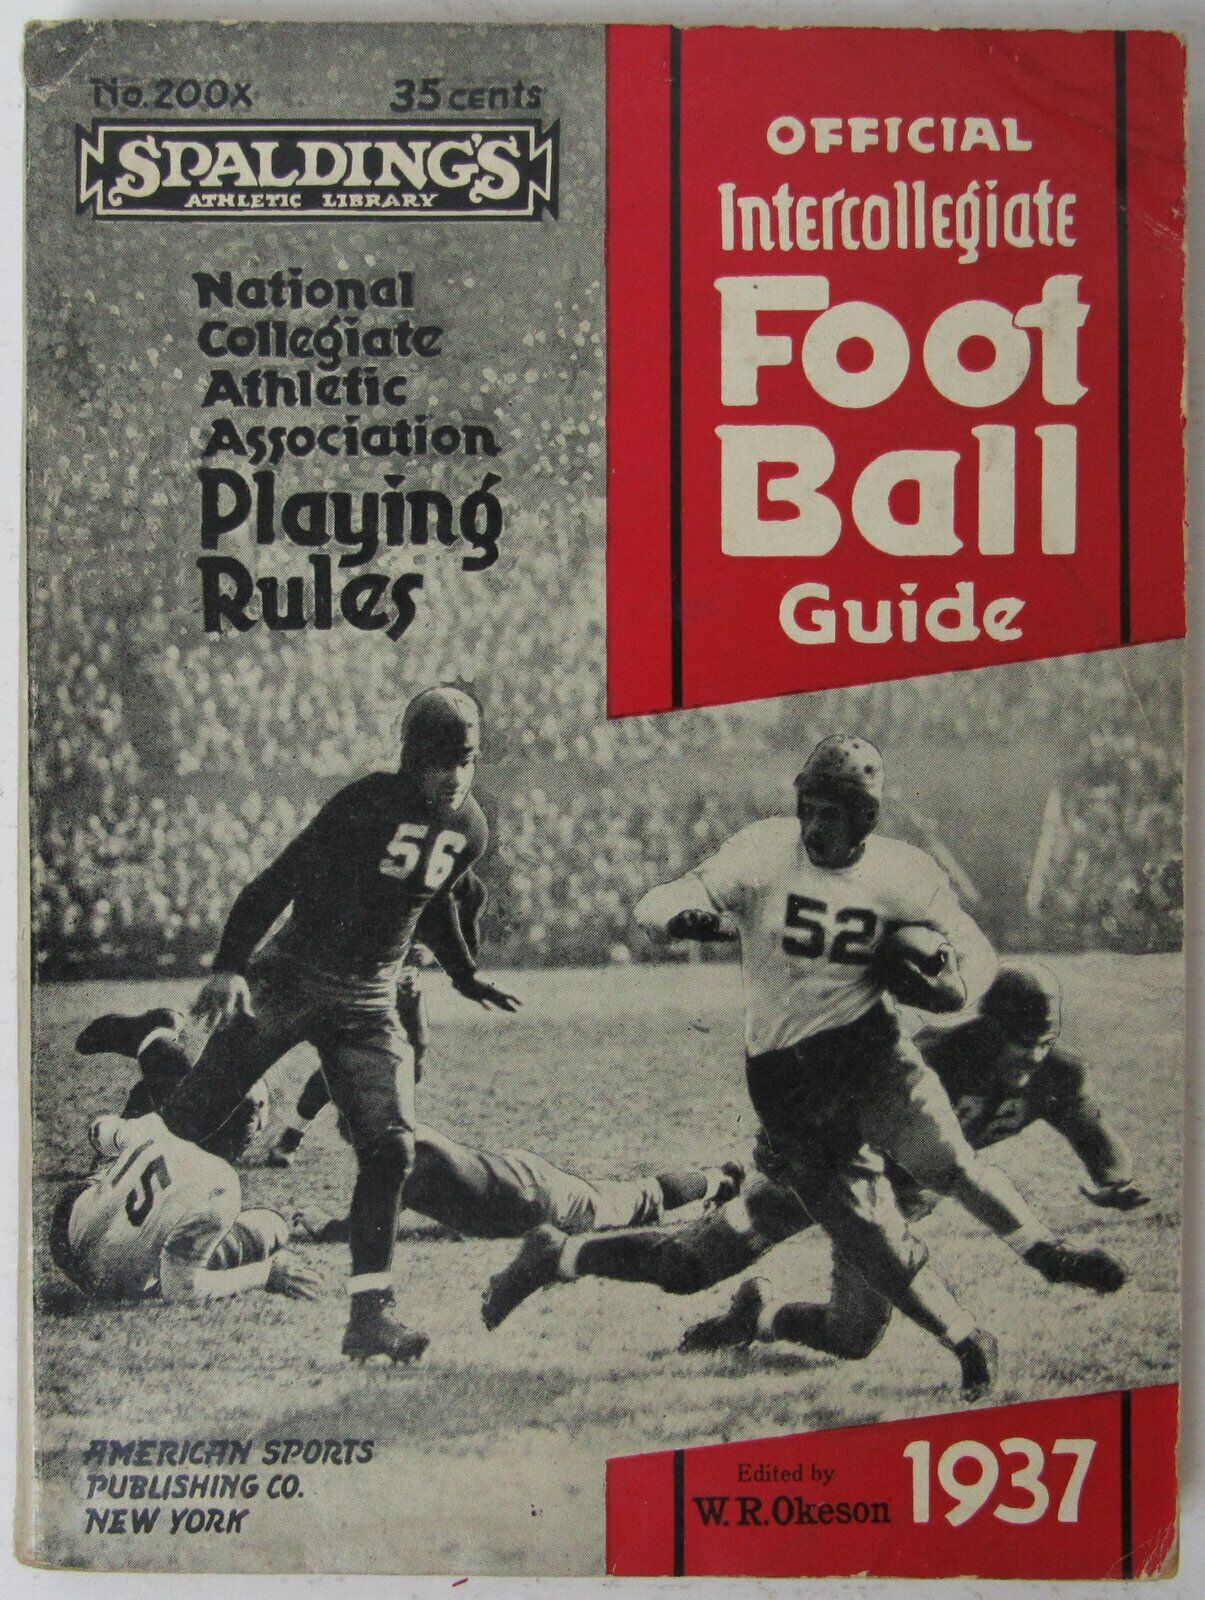 No. 200X 35 cents
SPALDING'S
ATHLETIC LIBRARY
National
Collegiate
Athletic
Association
Playing
Rules
OFFICIAL
Intercollegiate
Foot
Ball
Guide
56
52
5
AMERICAN SPORTS
PUBLISHING CO.
NEW YORK
Edited by
W. R. Okeson
1937